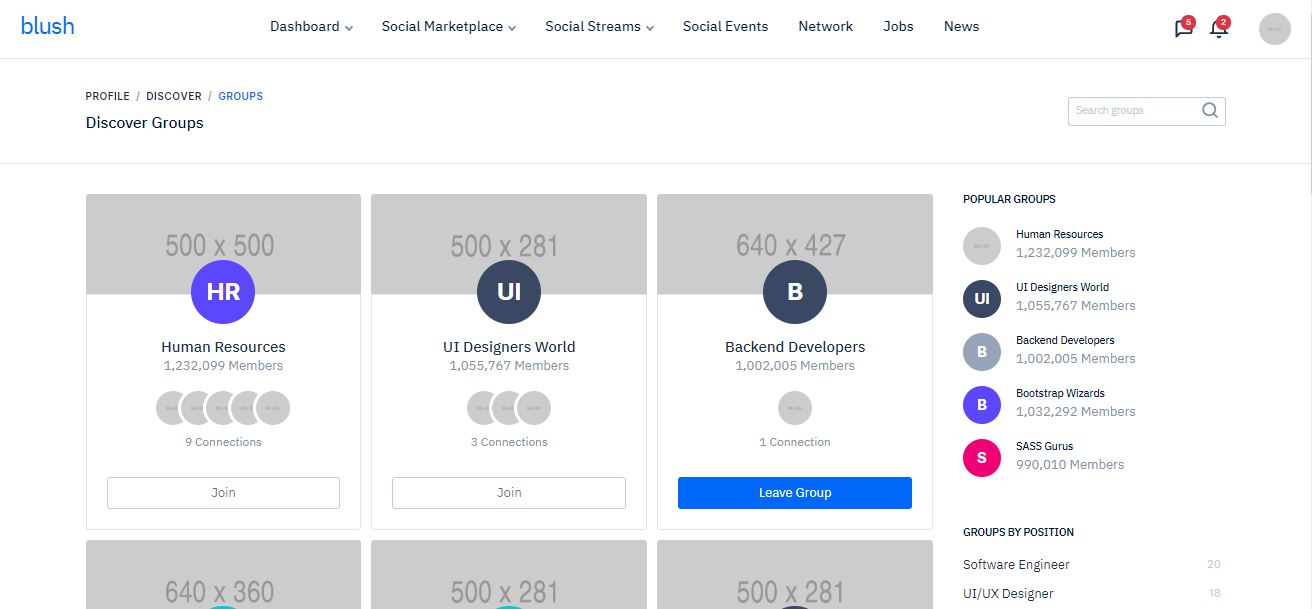 blush
Dashboard
Social Marketplace
Social Streams
Social Events
Network
Jobs
News
5
2
PROFILE / DISCOVER / GROUPS
Discover Groups
Search groups
500 x 500
HR
Human Resources
1,232,099 Members
9 Connections
Join
500 x 281
UI
UI Designers World
1,055,767 Members
3 Connections
Join
640 x 427
B
Backend Developers
1,002,005 Members
1 Connection
Leave Group
640 x 360
500 x 281
500 x 281
POPULAR GROUPS
Human Resources
1,232,099 Members
UI
UI Designers World
1,055,767 Members
B
Backend Developers
1,002,005 Members
B
Bootstrap Wizards
1,032,292 Members
S
SASS Gurus
990,010 Members
GROUPS BY POSITION
Software Engineer 20
UI/UX Designer 18